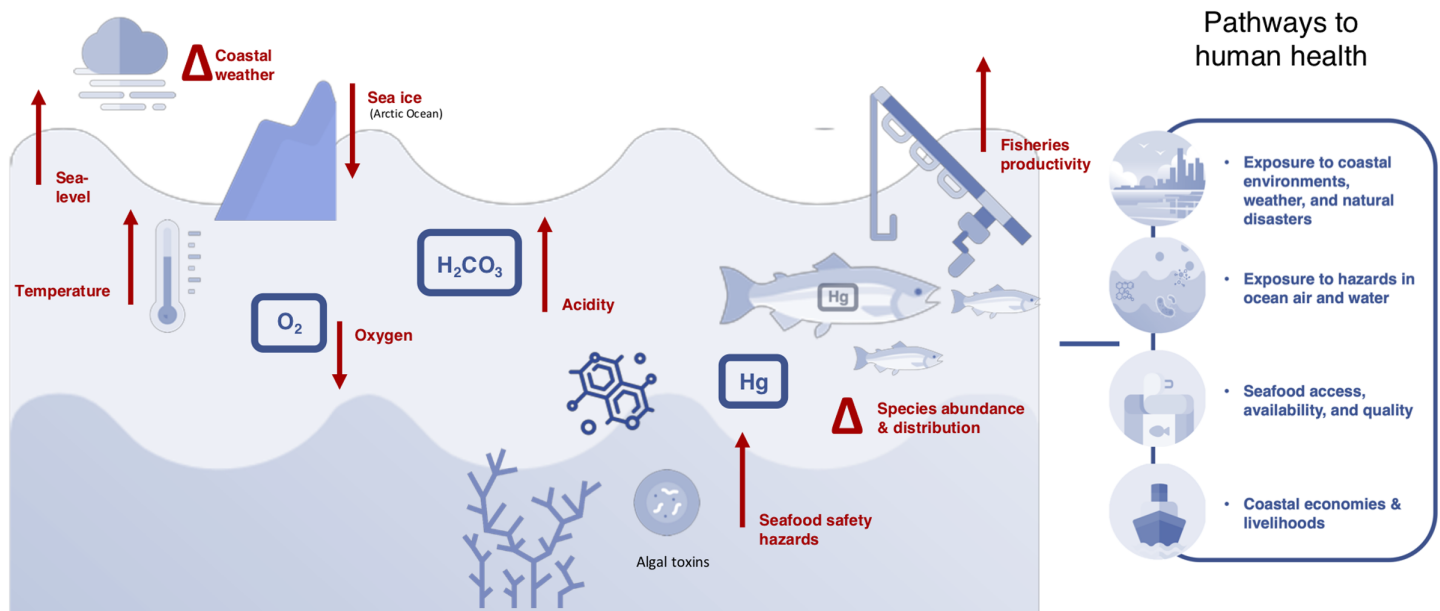 Pathways to
human health
Δ Coastal
weather
Sea ice
(Arctic Ocean)
Sea-
level
Fisheries
productivity
Temperature
H₂CO₃
Acidity
O₂
Oxygen
Hg
Hg
Δ Species abundance
& distribution
Seafood safety
hazards
Algal toxins
• Exposure to coastal
environments,
weather, and natural
disasters
• Exposure to hazards in
ocean air and water
• Seafood access,
availability, and quality
• Coastal economies &
livelihoods